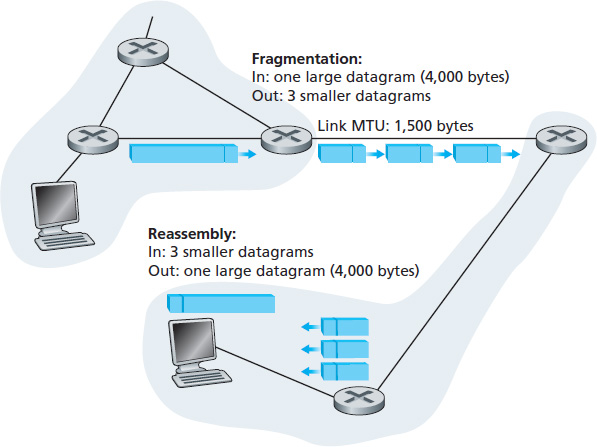 Fragmentation:
In: one large datagram (4,000 bytes)
Out: 3 smaller datagrams
Link MTU: 1,500 bytes
Reassembly:
In: 3 smaller datagrams
Out: one large datagram (4,000 bytes)